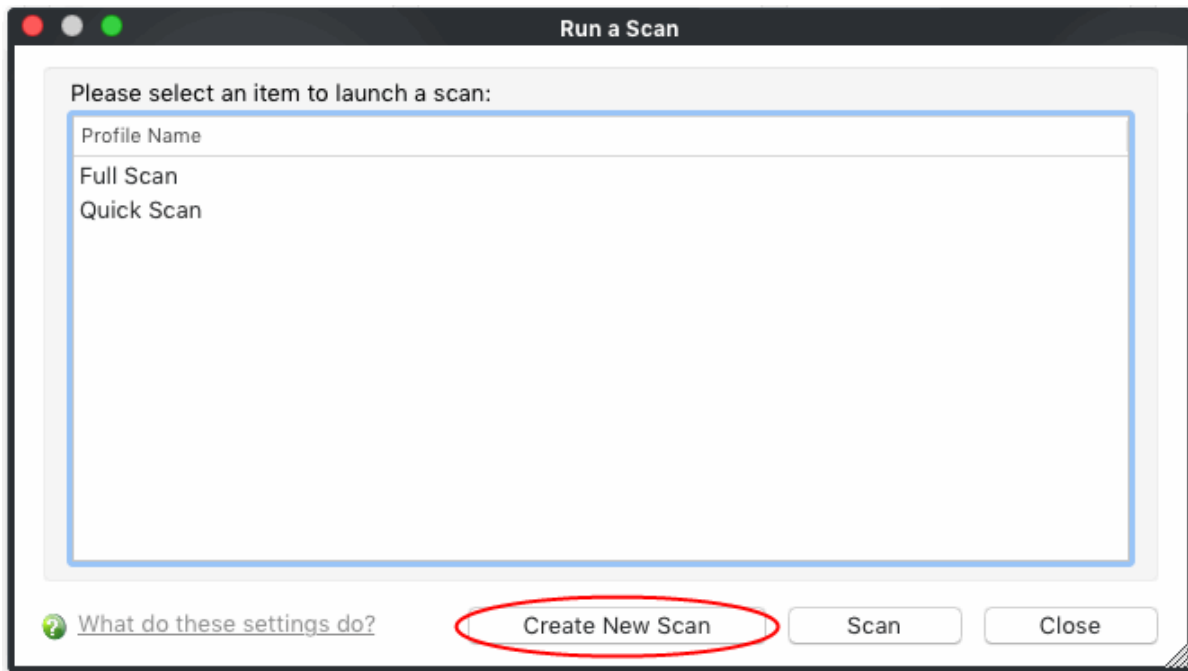 Run a Scan
Please select an item to launch a scan:
Profile Name
Full Scan
Quick Scan
What do these settings do? Create New Scan Scan Close